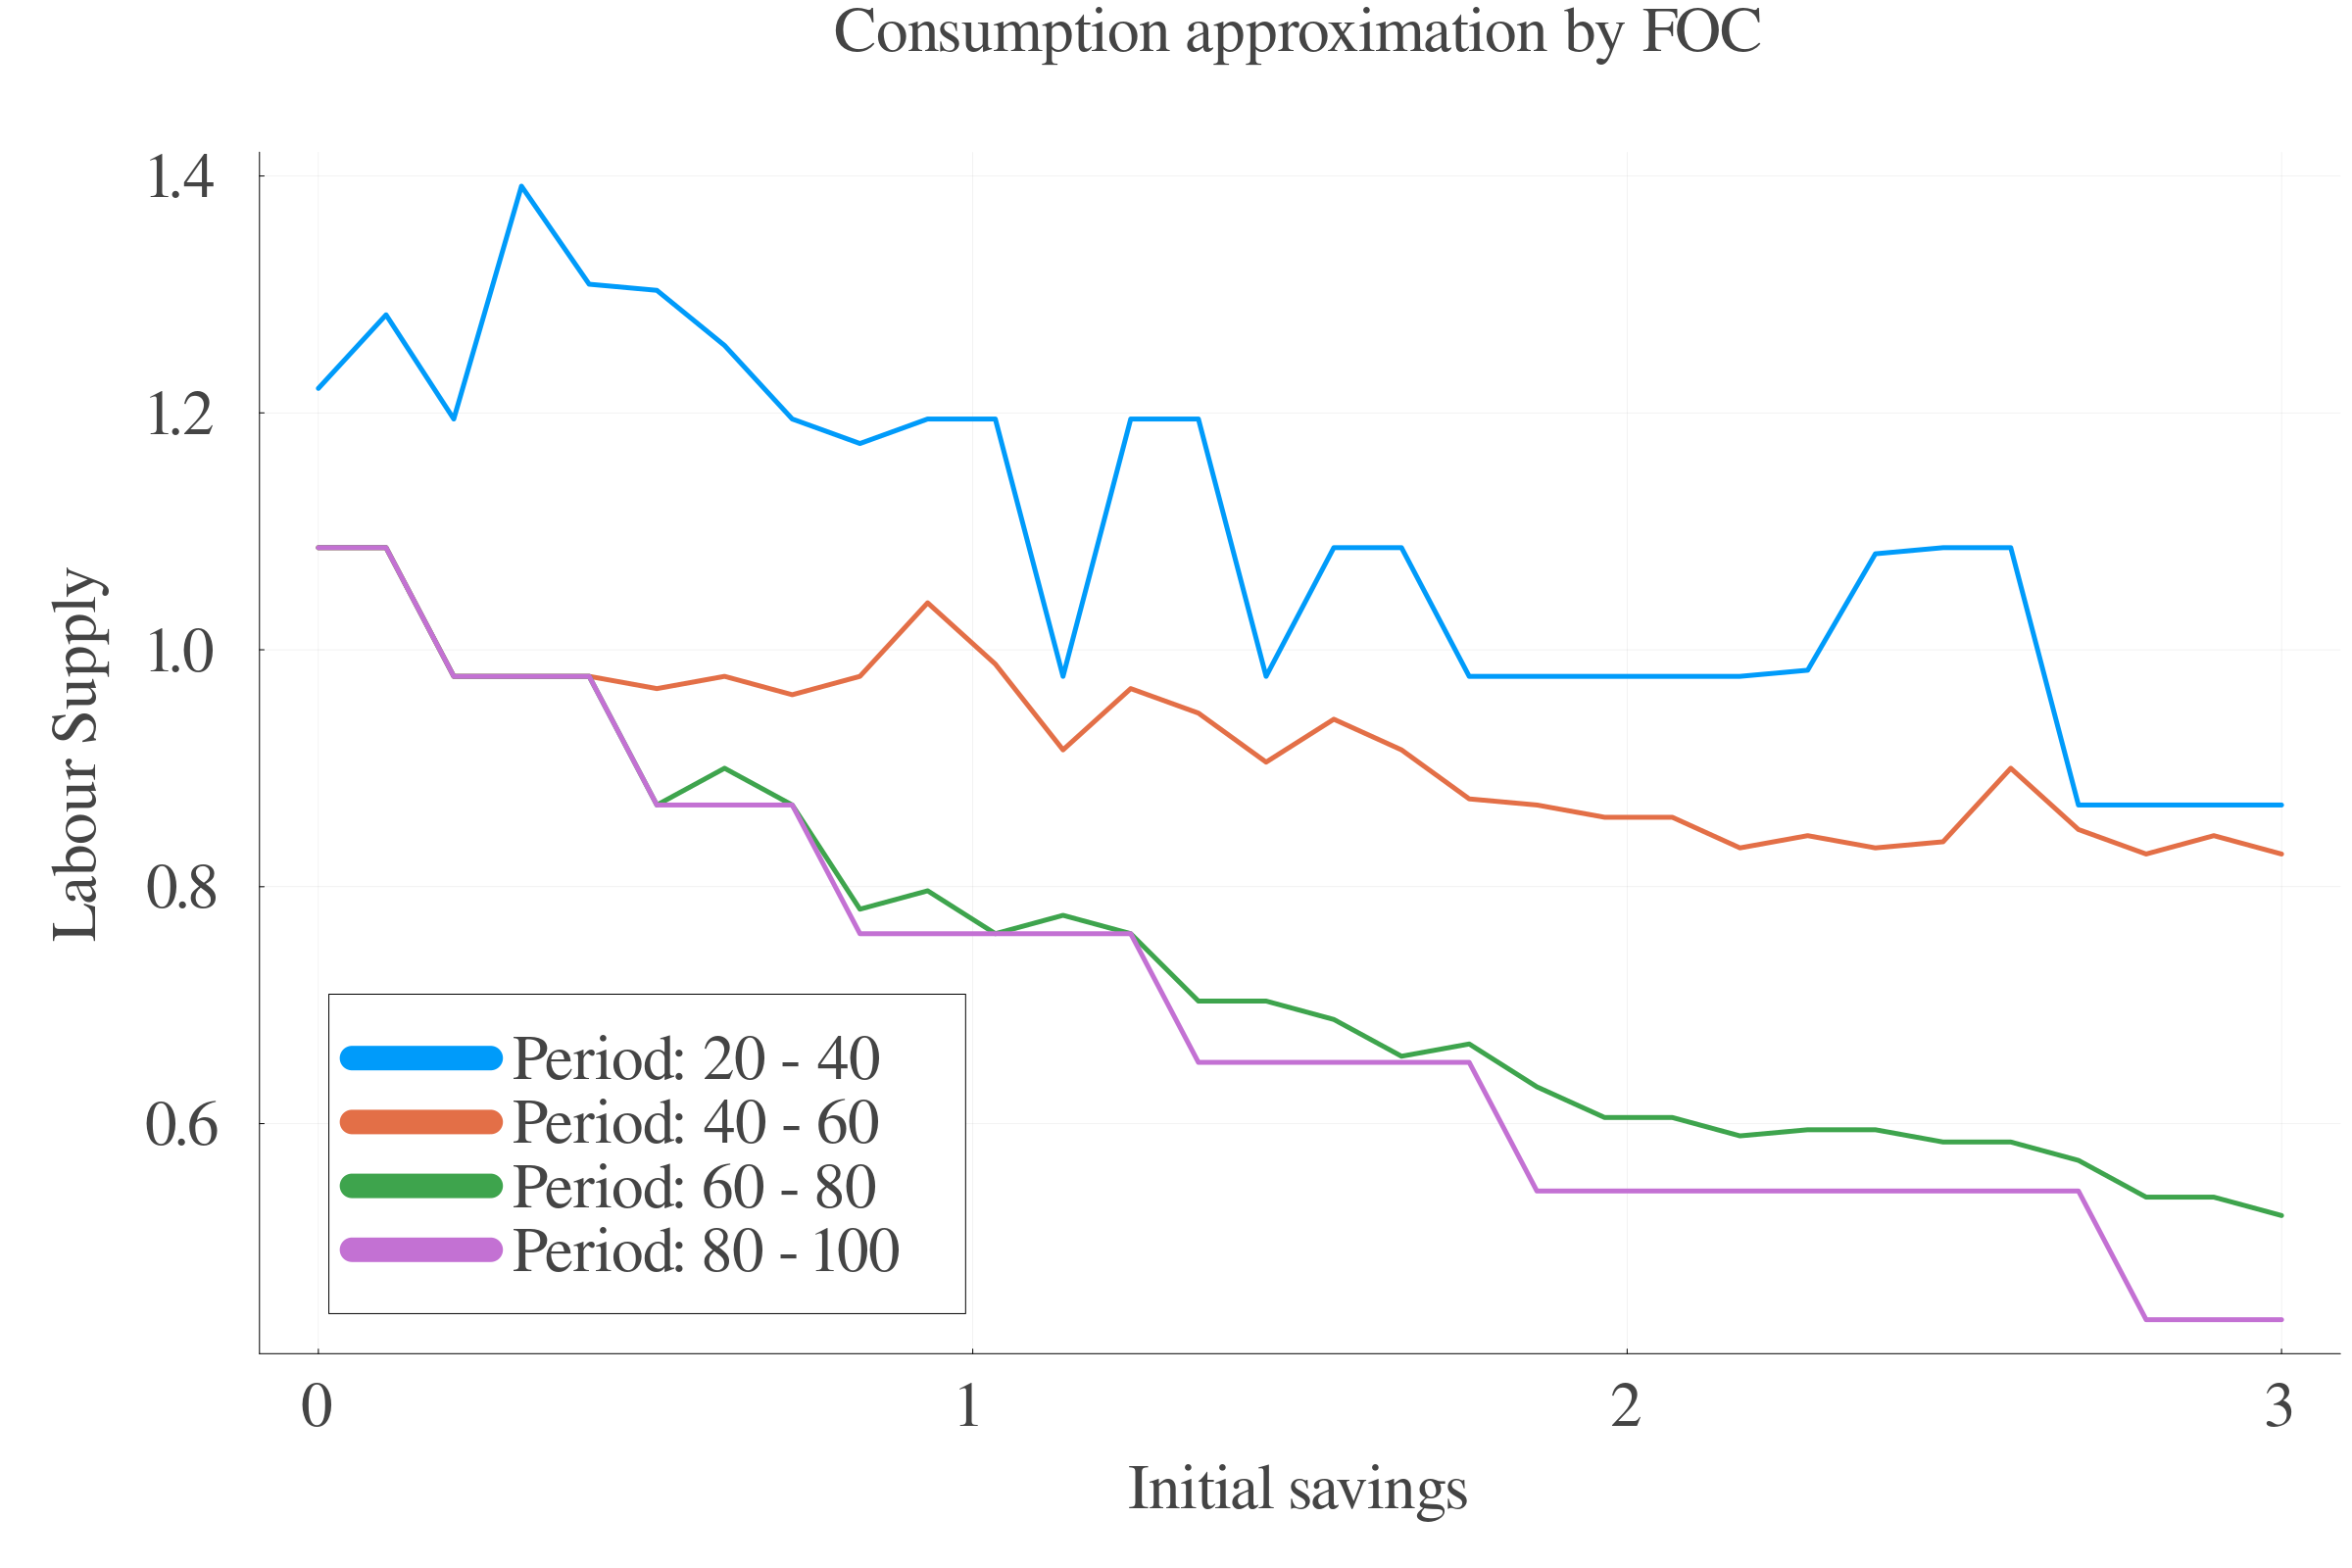 Consumption approximation by FOC
1.4
1.2
1.0
0.8
0.6
Labour Supply
Period: 20 - 40
Period: 40 - 60
Period: 60 - 80
Period: 80 - 100
0 1 2 3
Initial savings